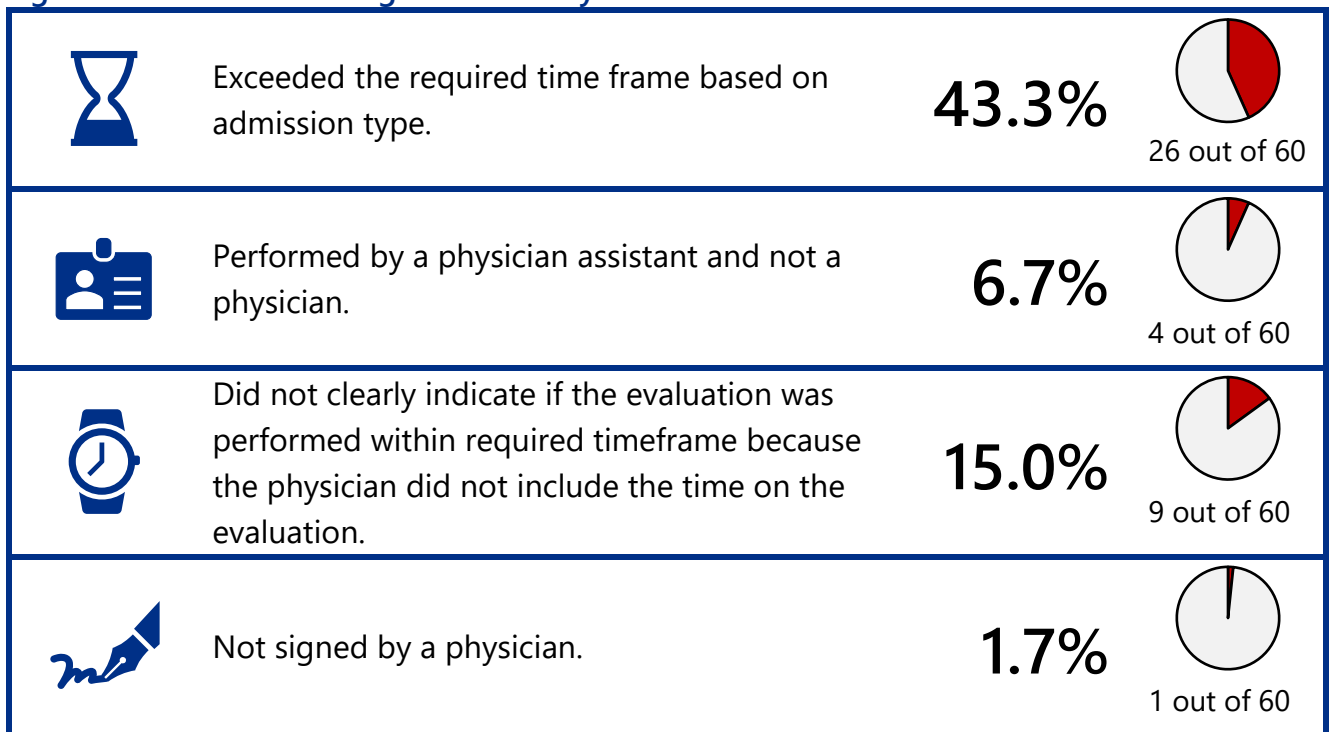 Exceeded the required time frame based on
admission type.
43.3%
26 out of 60
Performed by a physician assistant and not a
physician.
6.7%
4 out of 60
Did not clearly indicate if the evaluation was
performed within required timeframe because
the physician did not include the time on the
evaluation.
15.0%
9 out of 60
Not signed by a physician.
1.7%
1 out of 60